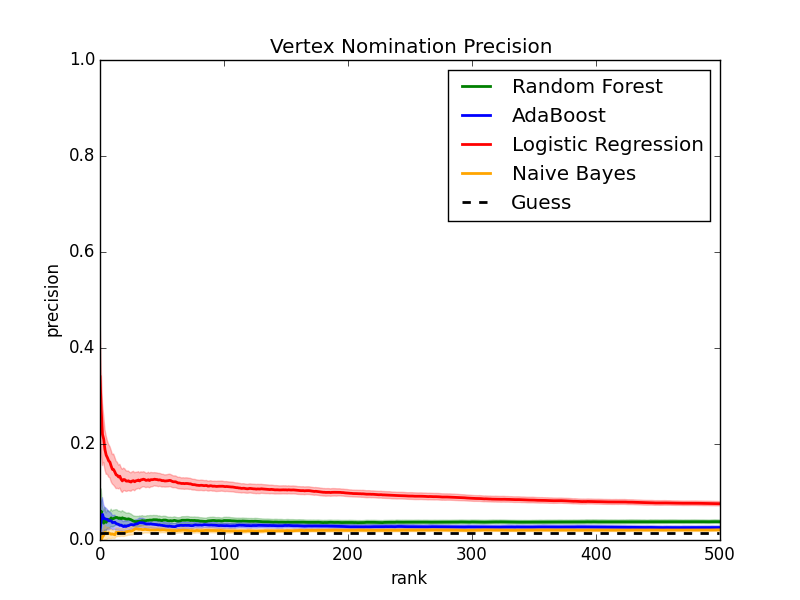 Vertex Nomination Precision
1.0
0.8
0.6
0.4
0.2
0.0
precision
Random Forest
AdaBoost
Logistic Regression
Naive Bayes
Guess
0 100 200 300 400 500
rank